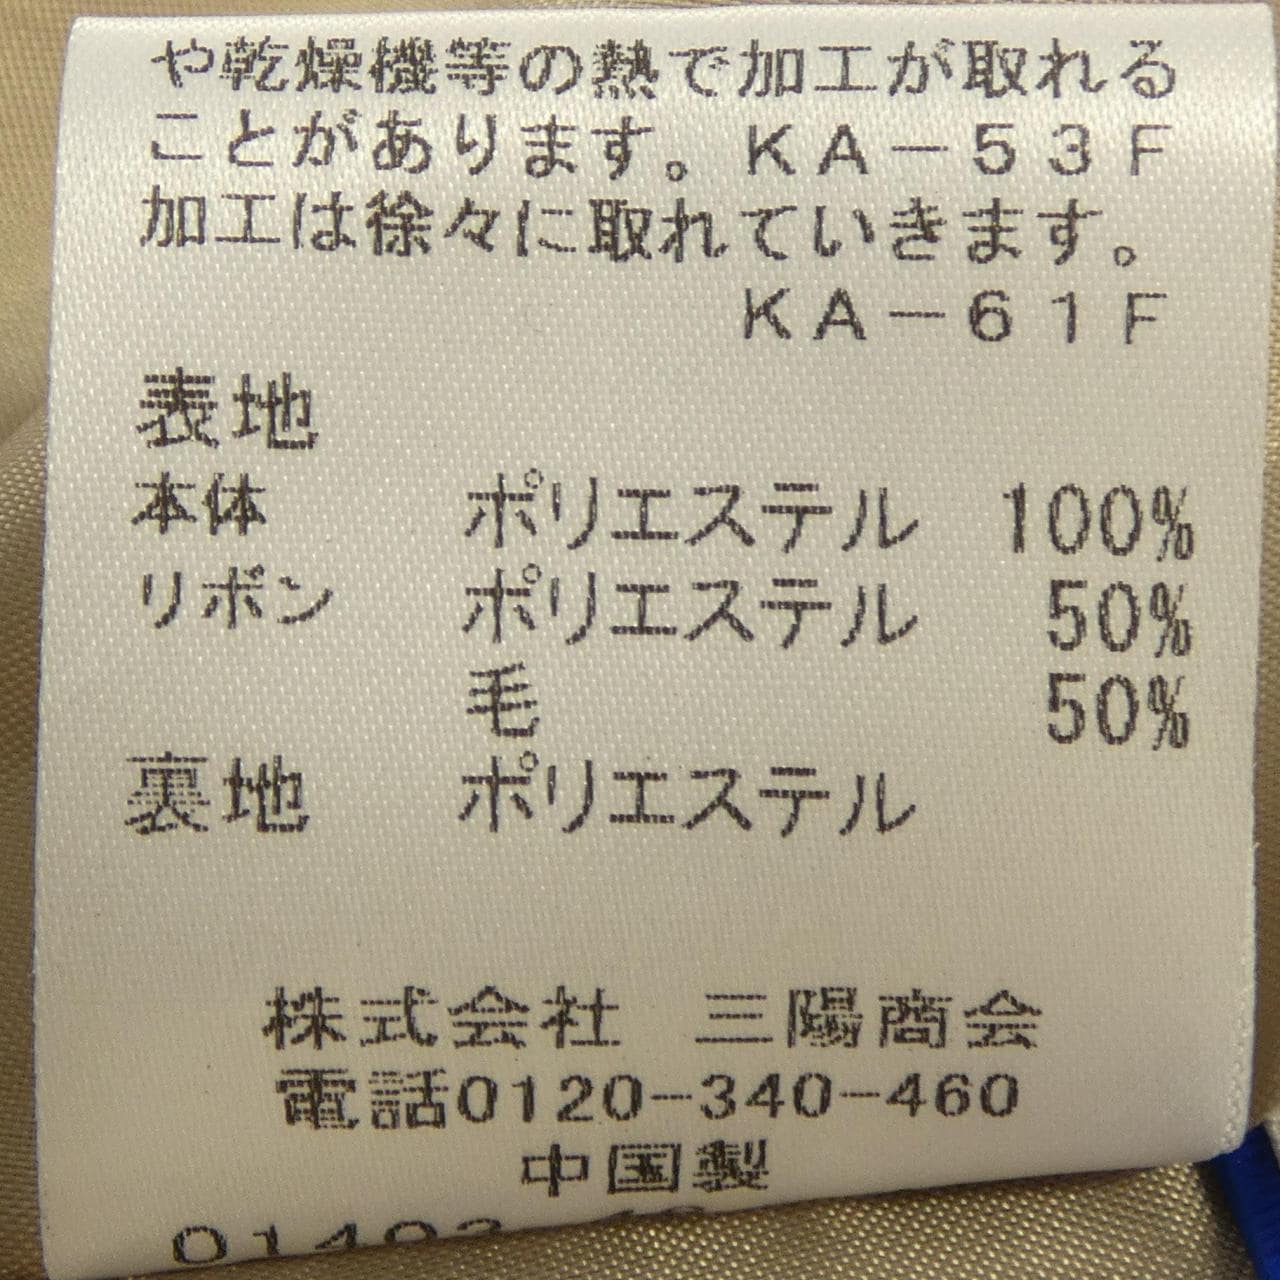 や乾燥機等の熱で加工が取れる
ことがあります。KA－53F
加工は徐々に取れていきます。
KA－61F
表地
本体 ポリエステル 100%
リボン ポリエステル 50%
毛 50%
裏地 ポリエステル
株式会社 三陽商会
電話0120-340-460
中国製